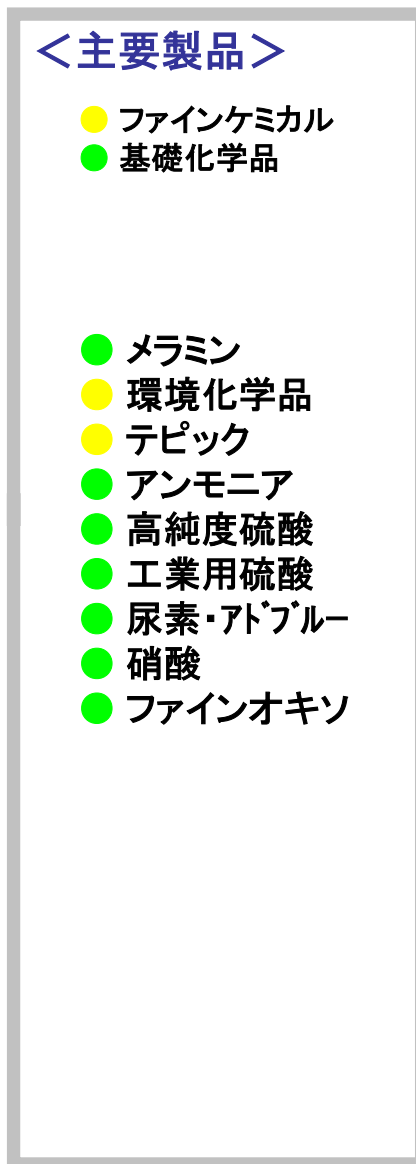 ＜主要製品＞
ファインケミカル
基礎化学品
メラミン
環境化学品
テピック
アンモニア
高純度硫酸
工業用硫酸
尿素・ｱﾄﾞﾌﾞﾙｰ
硝酸
ファインオキソ